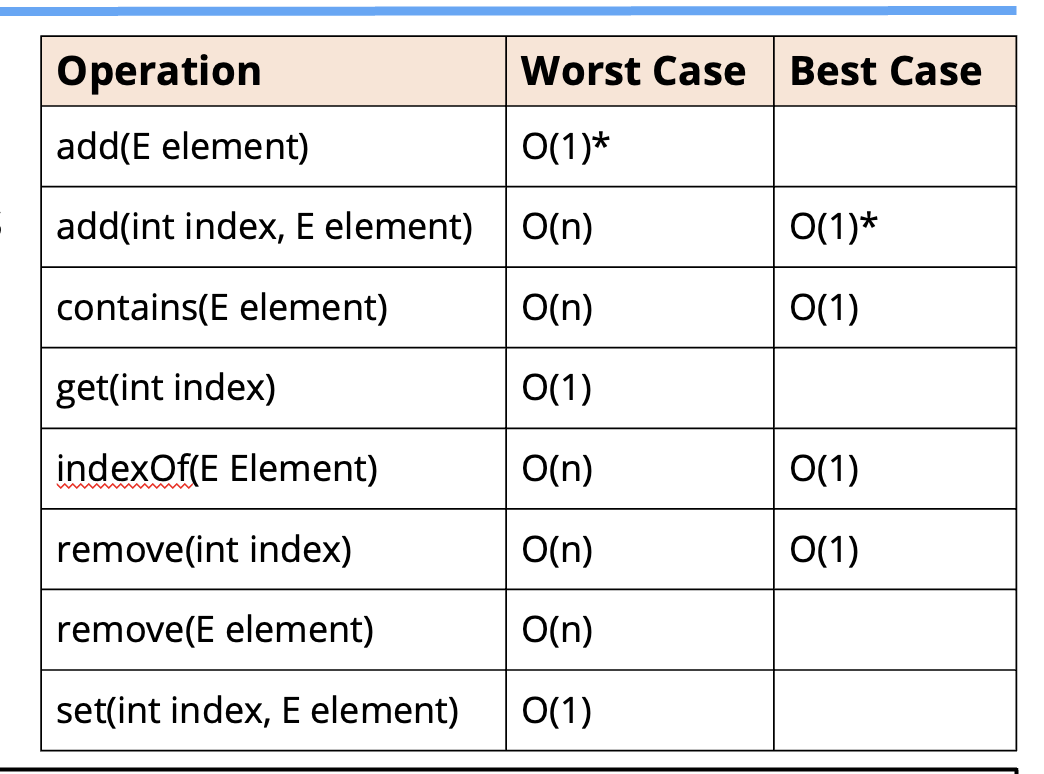 Operation Worst Case Best Case
add(E element) O(1)*
add(int index, E element) O(n) O(1)*
contains(E element) O(n) O(1)
get(int index) O(1)
indexOf(E Element) O(n) O(1)
remove(int index) O(n) O(1)
remove(E element) O(n)
set(int index, E element) O(1)